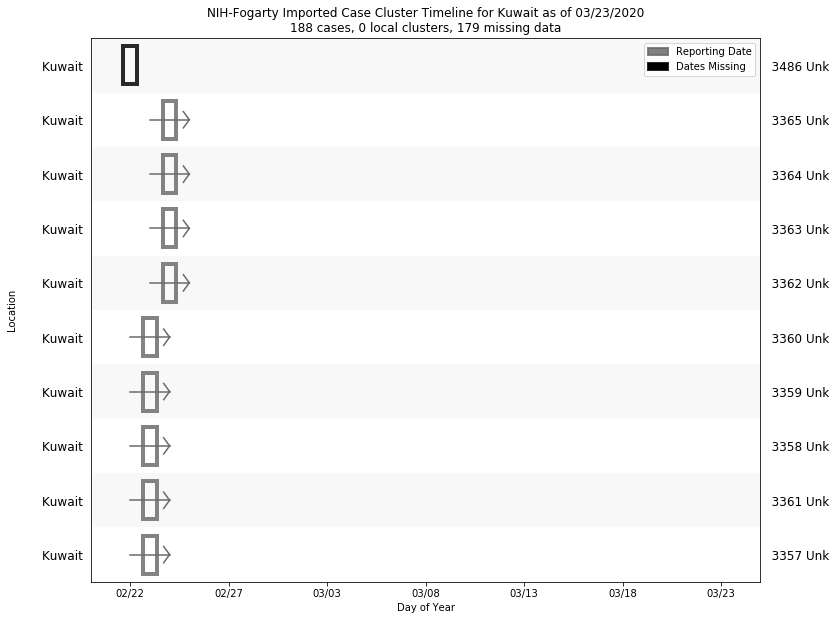 NIH-Fogarty Imported Case Cluster Timeline for Kuwait as of 03/23/2020
188 cases, 0 local clusters, 179 missing data
Reporting Date
Dates Missing
Kuwait 3486 Unk
Kuwait 3365 Unk
Kuwait 3364 Unk
Kuwait 3363 Unk
Kuwait 3362 Unk
Kuwait 3360 Unk
Kuwait 3359 Unk
Kuwait 3358 Unk
Kuwait 3361 Unk
Kuwait 3357 Unk
Location
02/22 02/27 03/03 03/08 03/13 03/18 03/23
Day of Year